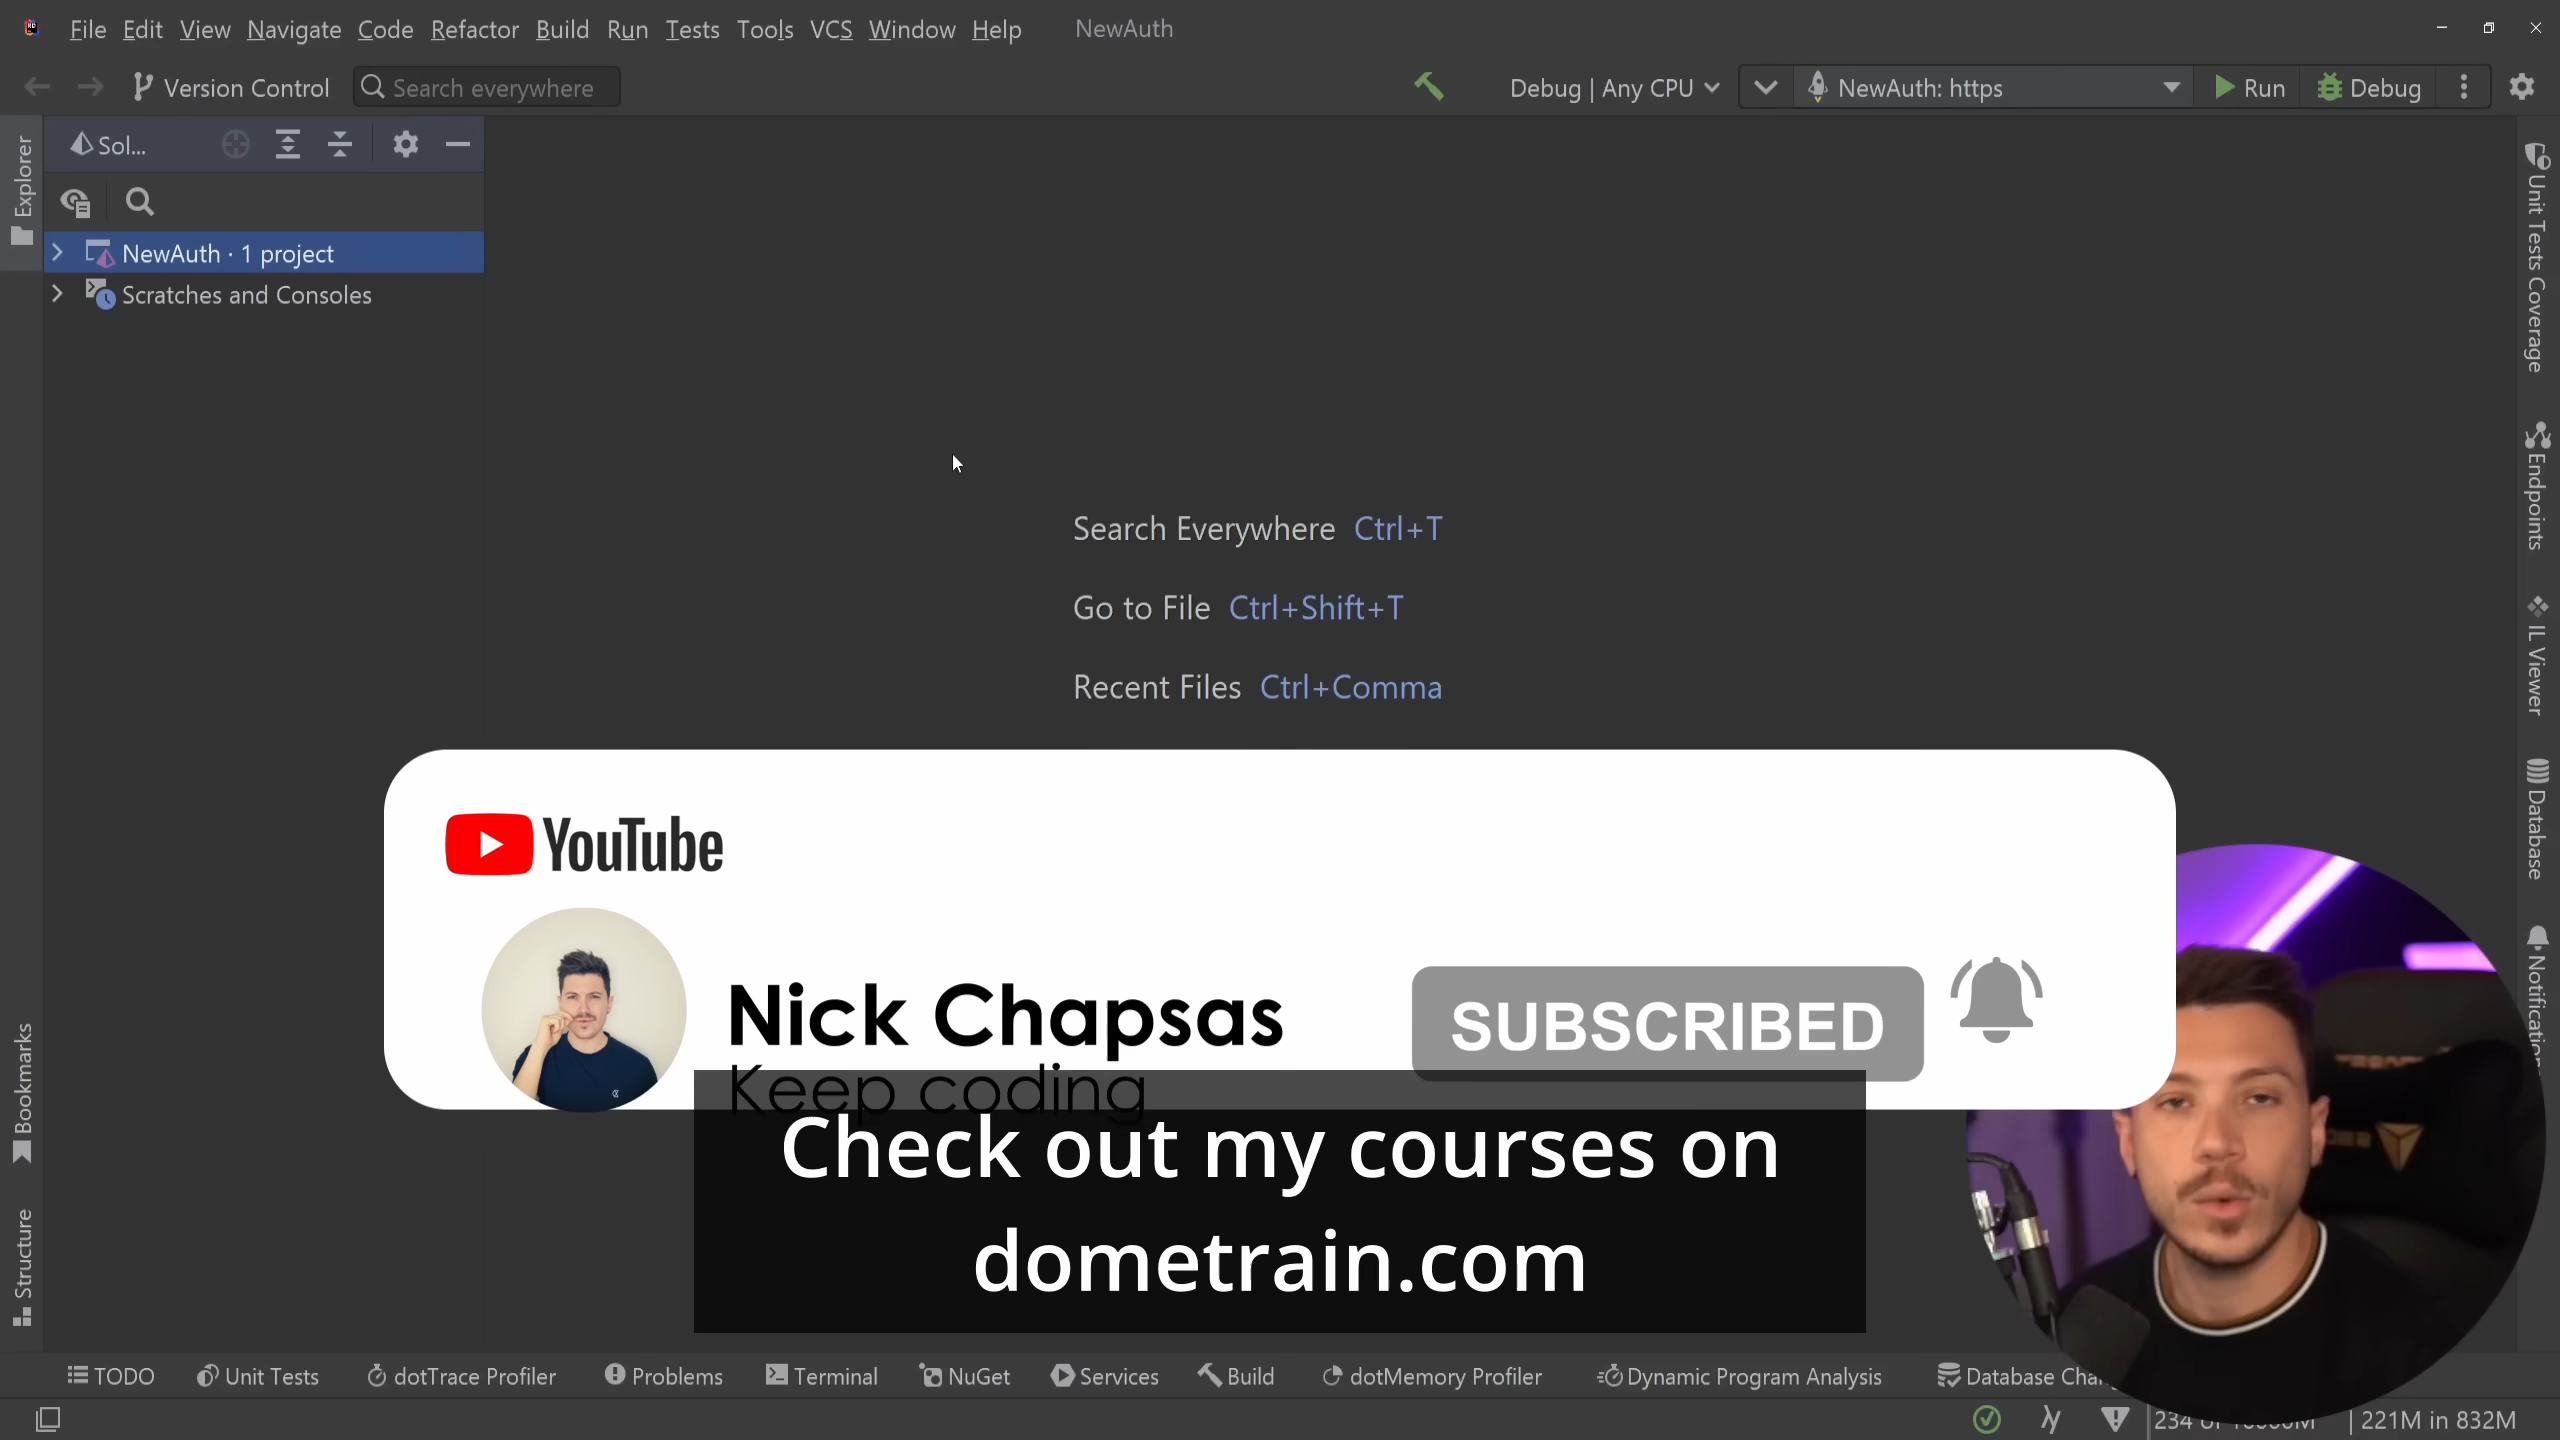 File Edit View Navigate Code Refactor Build Run Tests Tools VCS Window Help NewAuth
Version Control Search everywhere Debug | Any CPU NewAuth: https Run Debug
Explorer
Sol...
NewAuth · 1 project
Scratches and Consoles
Search Everywhere Ctrl+T
Go to File Ctrl+Shift+T
Recent Files Ctrl+Comma
Unit Tests Coverage
Endpoints
IL Viewer
Database
YouTube
Nick Chapsas
SUBSCRIBED
Keep coding
Check out my courses on
dometrain.com
Bookmarks
Structure
TODO Unit Tests dotTrace Profiler Problems Terminal NuGet Services Build dotMemory Profiler Dynamic Program Analysis Database
234 221M in 832M